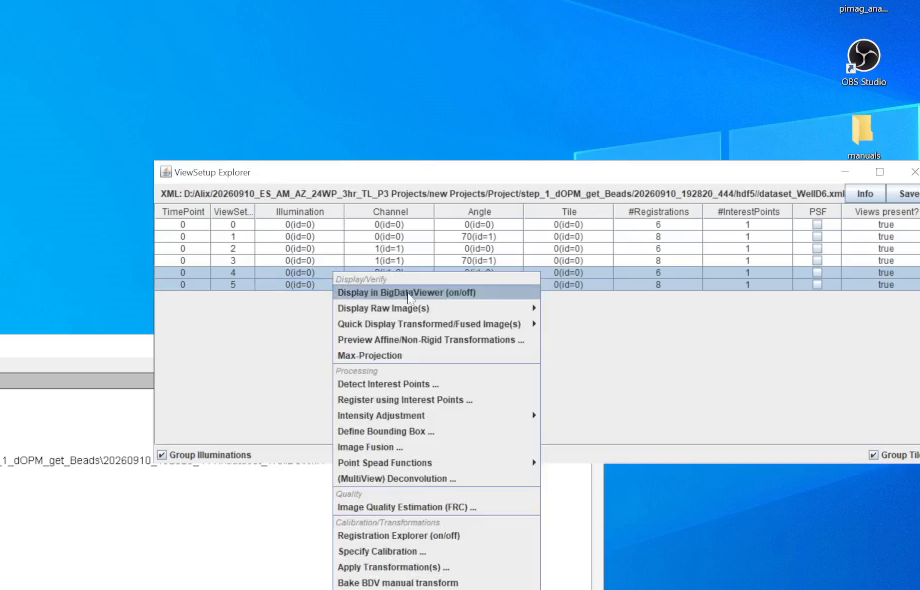 pimag_ana...
OBS Studio
manuals
ViewSetup Explorer
XML: D:/Alix/20260910_ES_AM_AZ_24WP_3hr_TL_P3 Projects/new Projects/Project/step_1_dOPM_get_Beads/20260910_192820_444/hdf5//dataset_WellD6.xml Info Save
TimePoint ViewSet... Illumination Channel Angle Tile #Registrations #InterestPoints PSF Views present?
0 0 0(id=0) 0(id=0) 0(id=0) 0(id=0) 6 1 true
0 1 0(id=0) 0(id=0) 70(id=1) 0(id=0) 8 1 true
0 2 0(id=0) 1(id=1) 0(id=0) 0(id=0) 6 1 true
0 3 0(id=0) 1(id=1) 70(id=1) 0(id=0) 8 1 true
0 4 0(id=0) 0(id=0) 6 1 true
0 5 0(id=0) 0(id=0) 8 1 true
Display/Verify
Display in BigDataViewer (on/off)
Display Raw Image(s)
Quick Display Transformed/Fused Image(s)
Preview Affine/Non-Rigid Transformations ...
Max-Projection
Processing
Detect Interest Points ...
Register using Interest Points ...
Intensity Adjustment
Define Bounding Box ...
Image Fusion ...
Point Spead Functions
(MultiView) Deconvolution ...
Quality
Image Quality Estimation (FRC) ...
Calibration/Transformations
Registration Explorer (on/off)
Specify Calibration ...
Apply Transformation(s) ...
Bake BDV manual transform
Group Illuminations
Group Til
_1_dOPM_get_Beads\20260910_